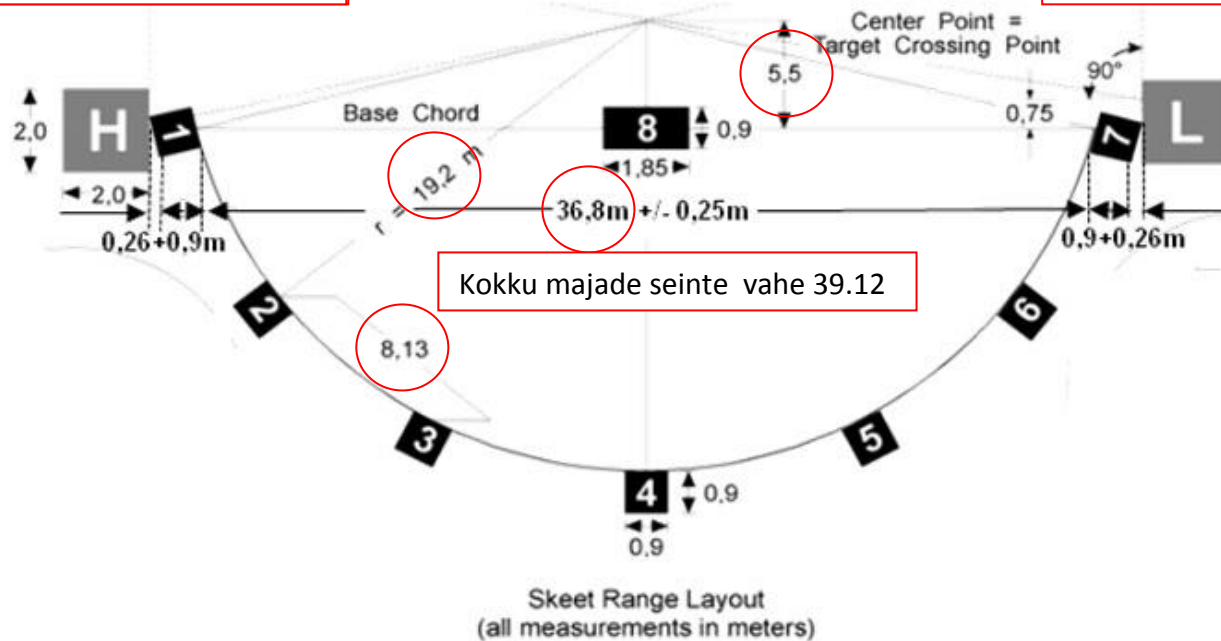 Center Point =
Target Crossing Point
5,5
90°
2,0
H
1
Base Chord
8
0,9
0,75
7
L
1,85
2,0
r = 19,2 m
36,8m +/- 0,25m
0,26+0,9m
0,9+0,26m
Kokku majade seinte vahe 39.12
2
6
8,13
3
5
4
0,9
0,9
Skeet Range Layout
(all measurements in meters)